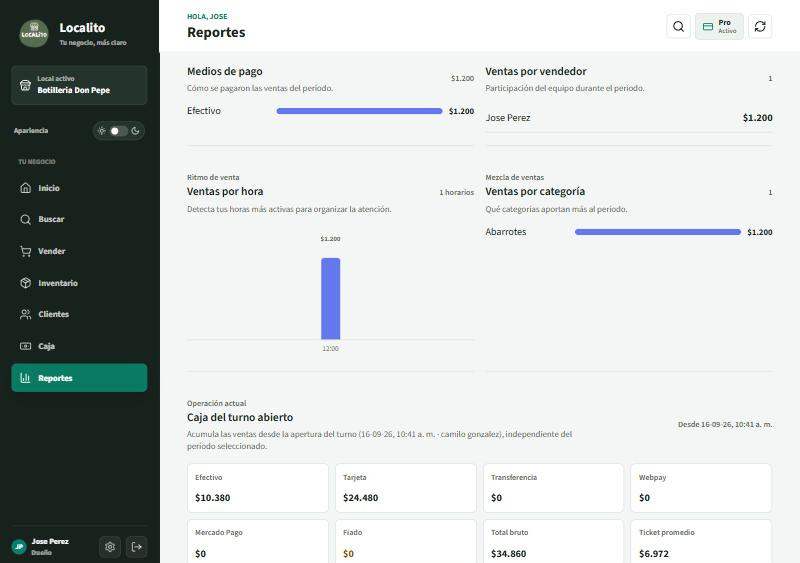 LOCALITO
Localito
Tu negocio, más claro
Local activo
Botilleria Don Pepe
Apariencia
TU NEGOCIO
Inicio
Buscar
Vender
Inventario
Clientes
Caja
Reportes
JP
Jose Perez
Dueño
HOLA, JOSE
Reportes
Pro
Activo
Medios de pago
$1.200
Cómo se pagaron las ventas del periodo.
Efectivo
$1.200
Ventas por vendedor
1
Participación del equipo durante el periodo.
Jose Perez
$1.200
Ritmo de venta
Ventas por hora
1 horarios
Detecta tus horas más activas para organizar la atención.
$1.200
12:00
Mezcla de ventas
Ventas por categoría
1
Qué categorías aportan más al periodo.
Abarrotes
$1.200
Operación actual
Caja del turno abierto
Desde 16-09-26, 10:41 a. m.
Acumula las ventas desde la apertura del turno (16-09-26, 10:41 a. m. · camilo gonzalez), independiente del
periodo seleccionado.
Efectivo
$10.380
Tarjeta
$24.480
Transferencia
$0
Webpay
$0
Mercado Pago
$0
Fiado
$0
Total bruto
$34.860
Ticket promedio
$6.972